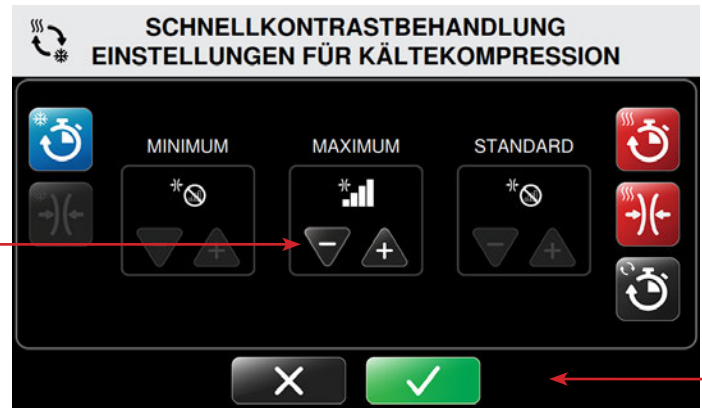 SCHNELLKONTRASTBEHANDLUNG
EINSTELLUNGEN FÜR KÄLTEKOMPRESSION
MINIMUM MAXIMUM STANDARD